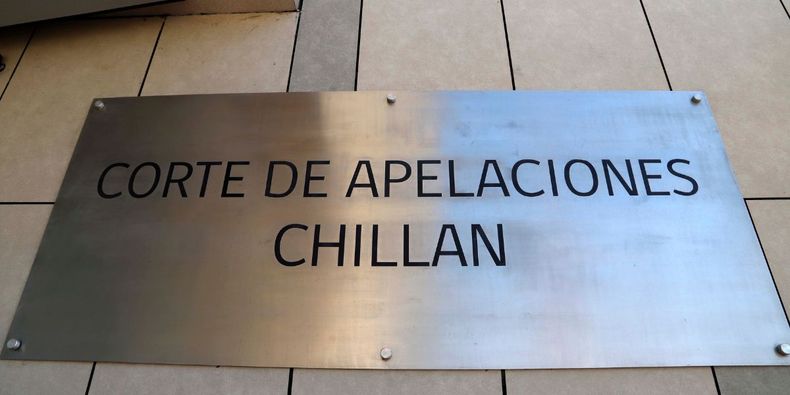 CORTE DE APELACIONES
CHILLAN